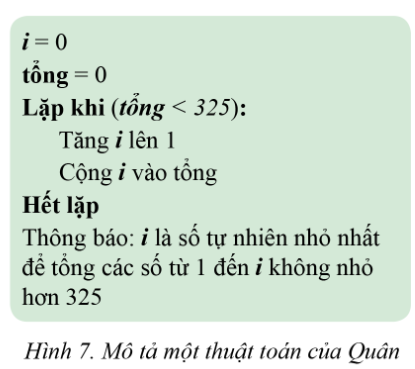 i = 0
tổng = 0
Lặp khi (tổng < 325):
Tăng i lên 1
Cộng i vào tổng
Hết lặp
Thông báo: i là số tự nhiên nhỏ nhất
để tổng các số từ 1 đến i không nhỏ
hơn 325
Hình 7. Mô tả một thuật toán của Quân